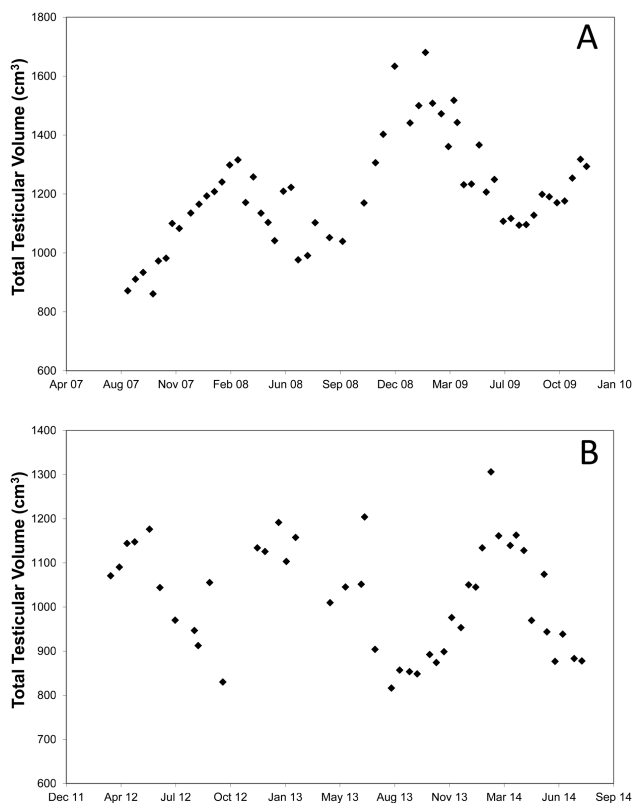 A
Total Testicular Volume (cm³)
1800
1600
1400
1200
1000
800
600
Apr 07 Aug 07 Nov 07 Feb 08 Jun 08 Sep 08 Dec 08 Mar 09 Jul 09 Oct 09 Jan 10
B
Total Testicular Volume (cm³)
1400
1300
1200
1100
1000
900
800
700
600
Dec 11 Apr 12 Jul 12 Oct 12 Jan 13 May 13 Aug 13 Nov 13 Mar 14 Jun 14 Sep 14